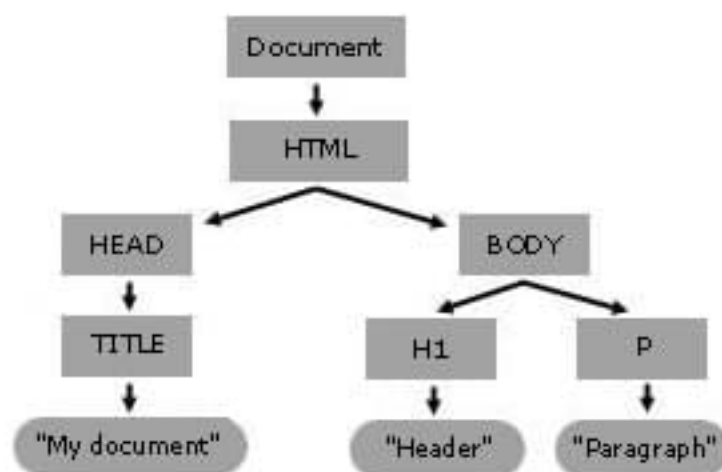 Document
HTML
HEAD
BODY
TITLE
H1
P
"My document"
"Header"
"Paragraph"